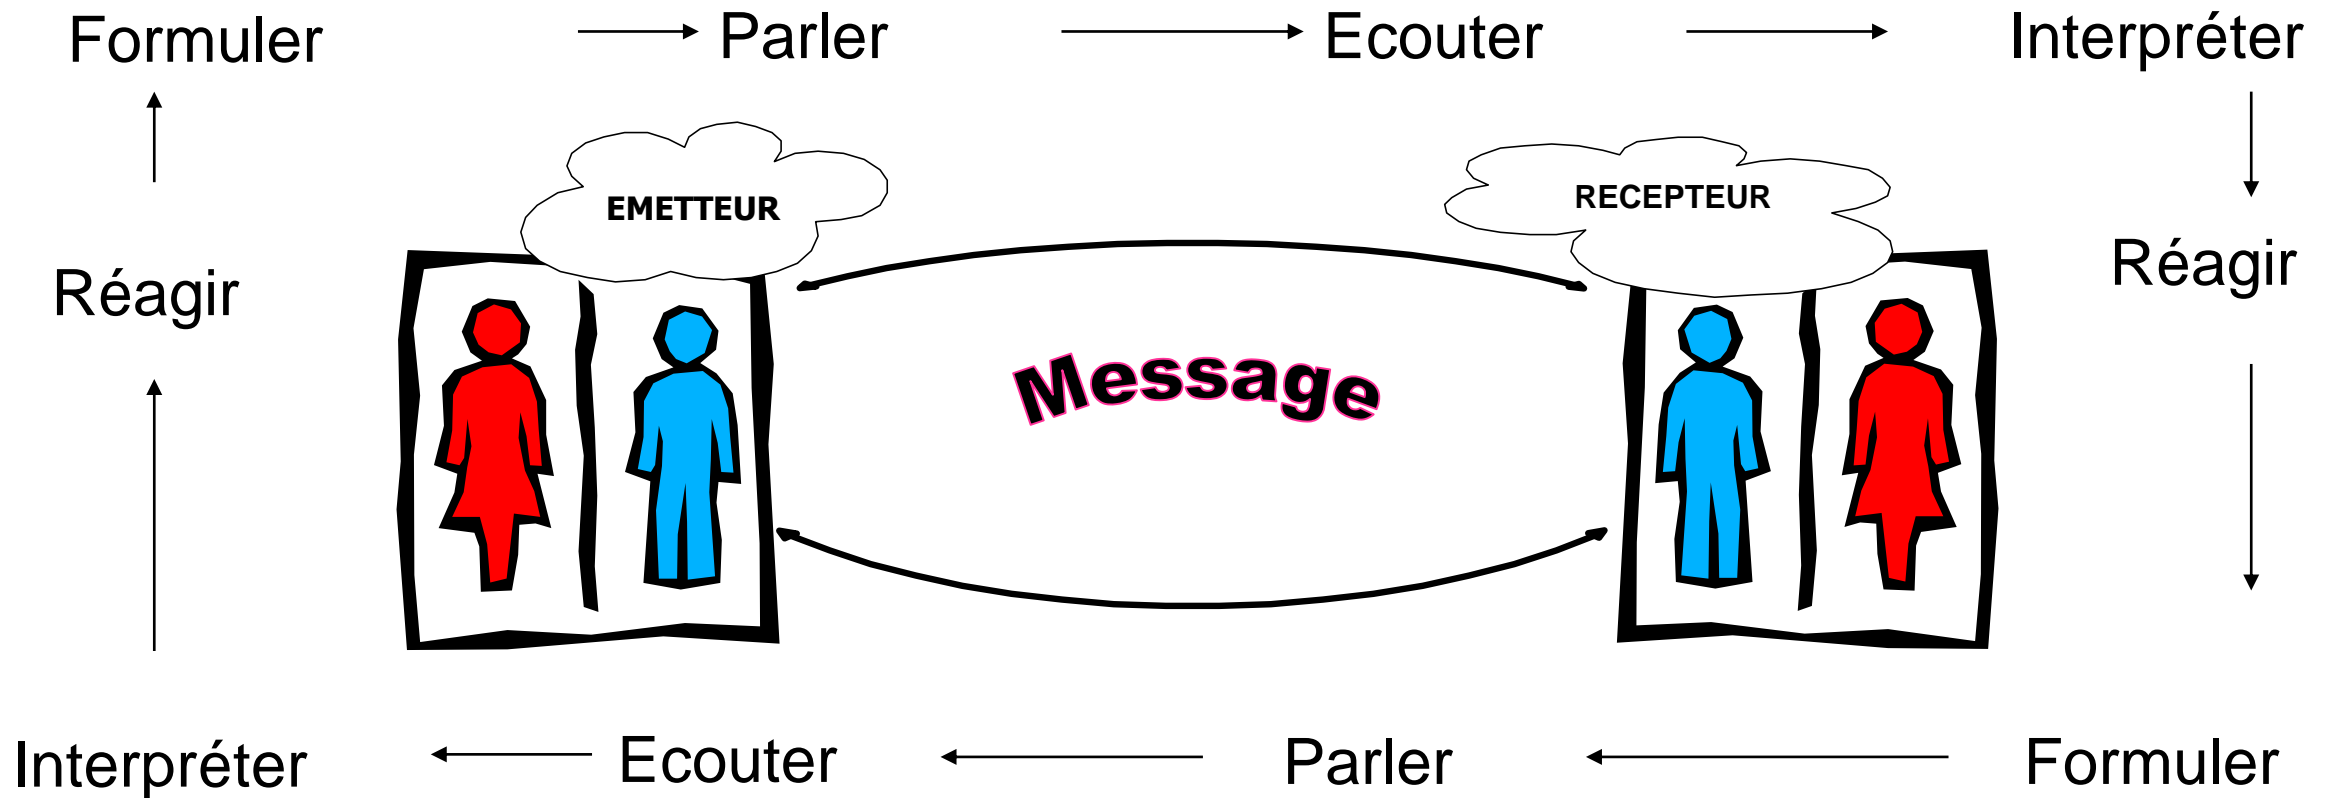 Formuler Parler Ecouter Interpréter
EMETTEUR RECEPTEUR
Réagir Réagir
Message
Interpréter Ecouter Parler Formuler